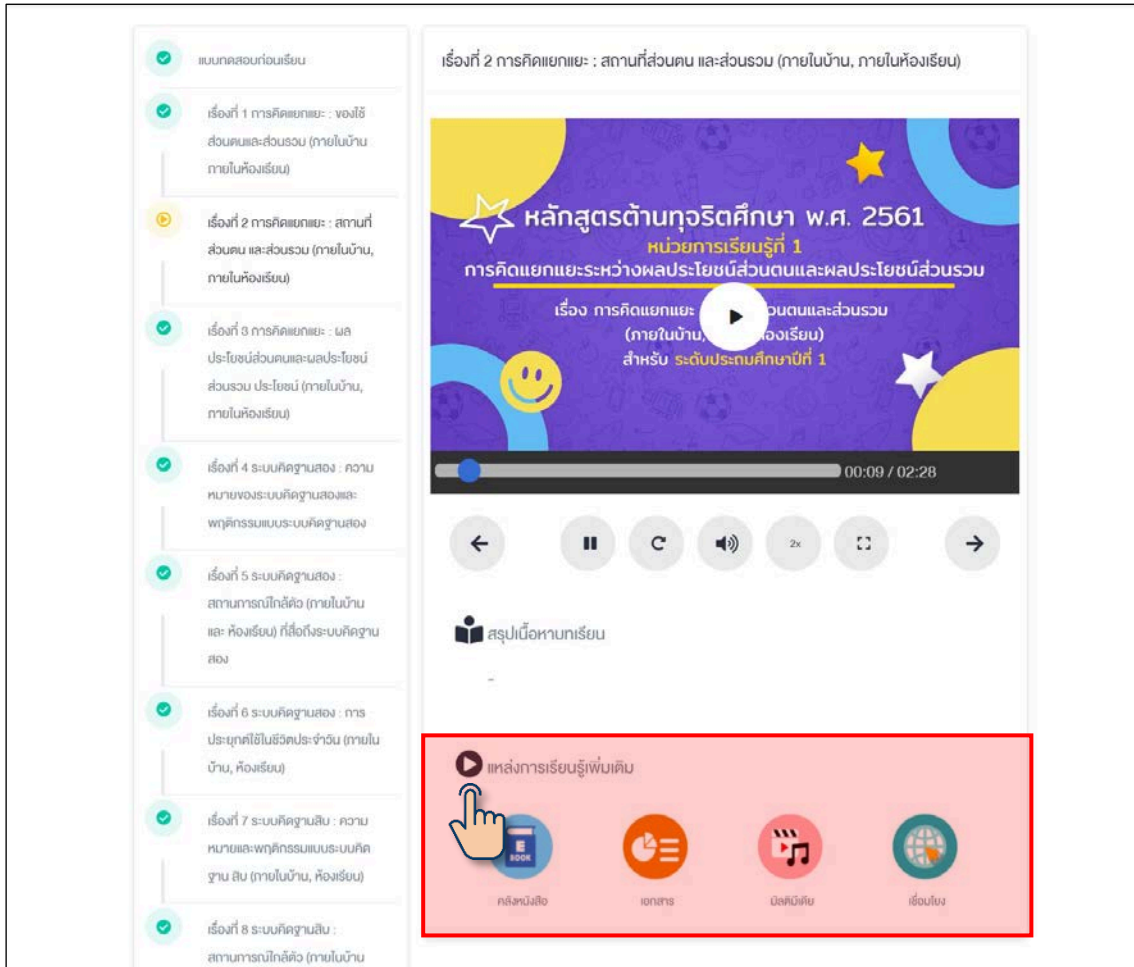 แบบทดสอบก่อนเรียน
เรื่องที่ 1 การคิดแยกแยะ : ของใช้
ส่วนตนและส่วนรวม (ภายในบ้าน
ภายในห้องเรียน)
เรื่องที่ 2 การคิดแยกแยะ : สถานที่
ส่วนตน และส่วนรวม (ภายในบ้าน,
ภายในห้องเรียน)
เรื่องที่ 3 การคิดแยกแยะ : ผล
ประโยชน์ส่วนตนและผลประโยชน์
ส่วนรวม ประโยชน์ (ภายในบ้าน,
ภายในห้องเรียน)
เรื่องที่ 4 ระบบคิดฐานสอง : ความ
หมายของระบบคิดฐานสองและ
พฤติกรรมแบบระบบคิดฐานสอง
เรื่องที่ 5 ระบบคิดฐานสอง :
สถานการณ์ใกล้ตัว (ภายในบ้าน
และ ห้องเรียน) ที่สื่อถึงระบบคิดฐาน
สอง
เรื่องที่ 6 ระบบคิดฐานสอง : การ
ประยุกต์ใช้ในชีวิตประจำวัน (ภายใน
บ้าน, ห้องเรียน)
เรื่องที่ 7 ระบบคิดฐานสิบ : ความ
หมายและพฤติกรรมแบบระบบคิด
ฐาน สิบ (ภายในบ้าน, ห้องเรียน)
เรื่องที่ 8 ระบบคิดฐานสิบ :
สถานการณ์ใกล้ตัว (ภายในบ้าน
เรื่องที่ 2 การคิดแยกแยะ : สถานที่ส่วนตน และส่วนรวม (ภายในบ้าน, ภายในห้องเรียน)
หลักสูตรต้านทุจริตศึกษา พ.ศ. 2561
หน่วยการเรียนรู้ที่ 1
การคิดแยกแยะระหว่างผลประโยชน์ส่วนตนและผลประโยชน์ส่วนรวม
เรื่อง การคิดแยกแยะ วนตนและส่วนรวม
(ภายในบ้าน, องเรียน)
สำหรับ ระดับประถมศึกษาปีที่ 1
00:09 / 02:28
2x
สรุปเนื้อหาบทเรียน
-
แหล่งการเรียนรู้เพิ่มเติม
E
BOOK
คลังหนังสือ
เอกสาร
มัลติมีเดีย
เชื่อมโยง